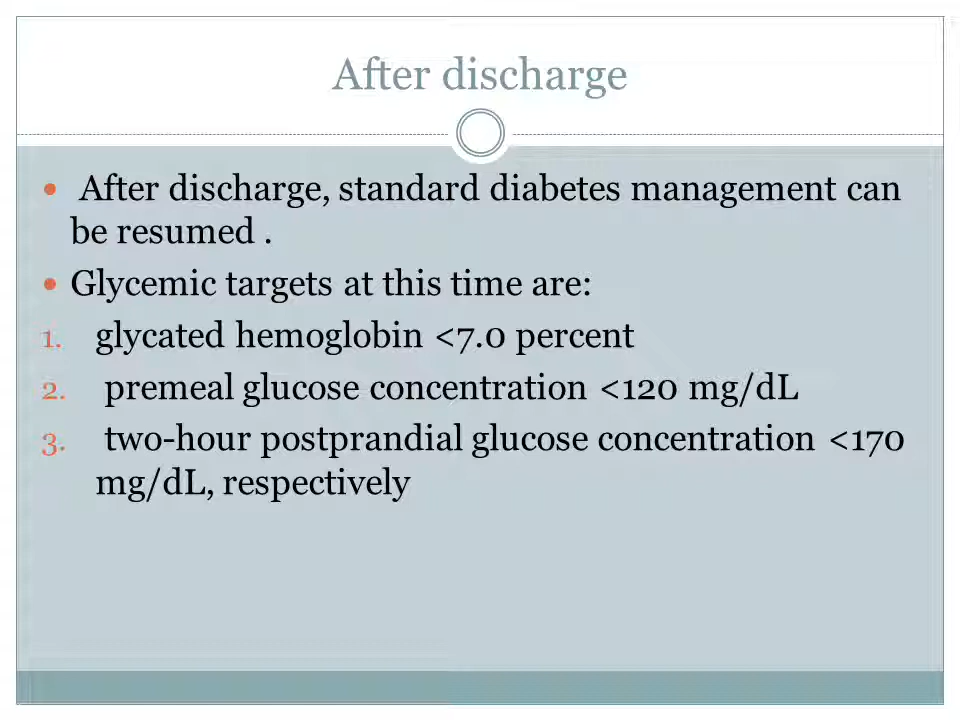 After discharge
• After discharge, standard diabetes management can
be resumed .
• Glycemic targets at this time are:
1. glycated hemoglobin <7.0 percent
2. premeal glucose concentration <120 mg/dL
3. two-hour postprandial glucose concentration <170
mg/dL, respectively